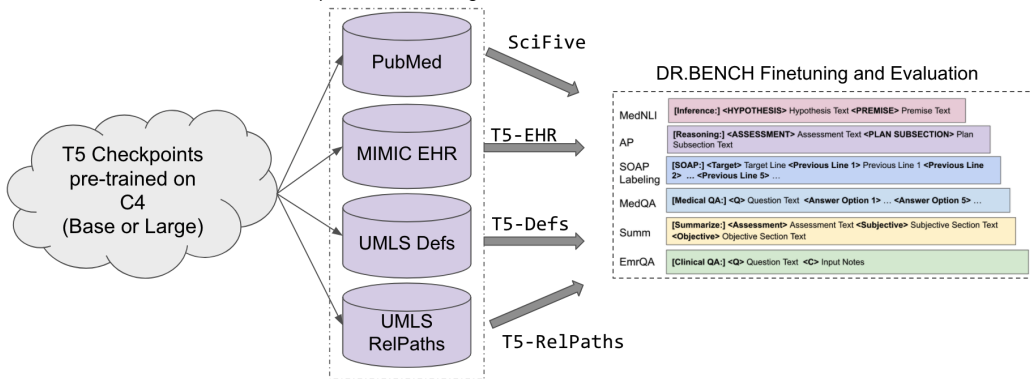 T5 Checkpoints
pre-trained on
C4
(Base or Large)
PubMed
MIMIC EHR
UMLS Defs
UMLS
RelPaths
SciFive
T5-EHR
T5-Defs
T5-RelPaths
DR.BENCH Finetuning and Evaluation
MedNLI
[Inference:] <HYPOTHESIS> Hypothesis Text <PREMISE> Premise Text
AP
[Reasoning:] <ASSESSMENT> Assessment Text <PLAN SUBSECTION> Plan
Subsection Text
SOAP
Labeling
[SOAP:] <Target> Target Line <Previous Line 1> Previous Line 1 <Previous Line
2> ... <Previous Line 5> ...
MedQA
[Medical QA:] <Q> Question Text <Answer Option 1> ... <Answer Option 5> ...
Summ
[Summarize:] <Assessment> Assessment Text <Subjective> Subjective Section Text
<Objective> Objective Section Text
EmrQA
[Clinical QA:] <Q> Question Text <C> Input Notes